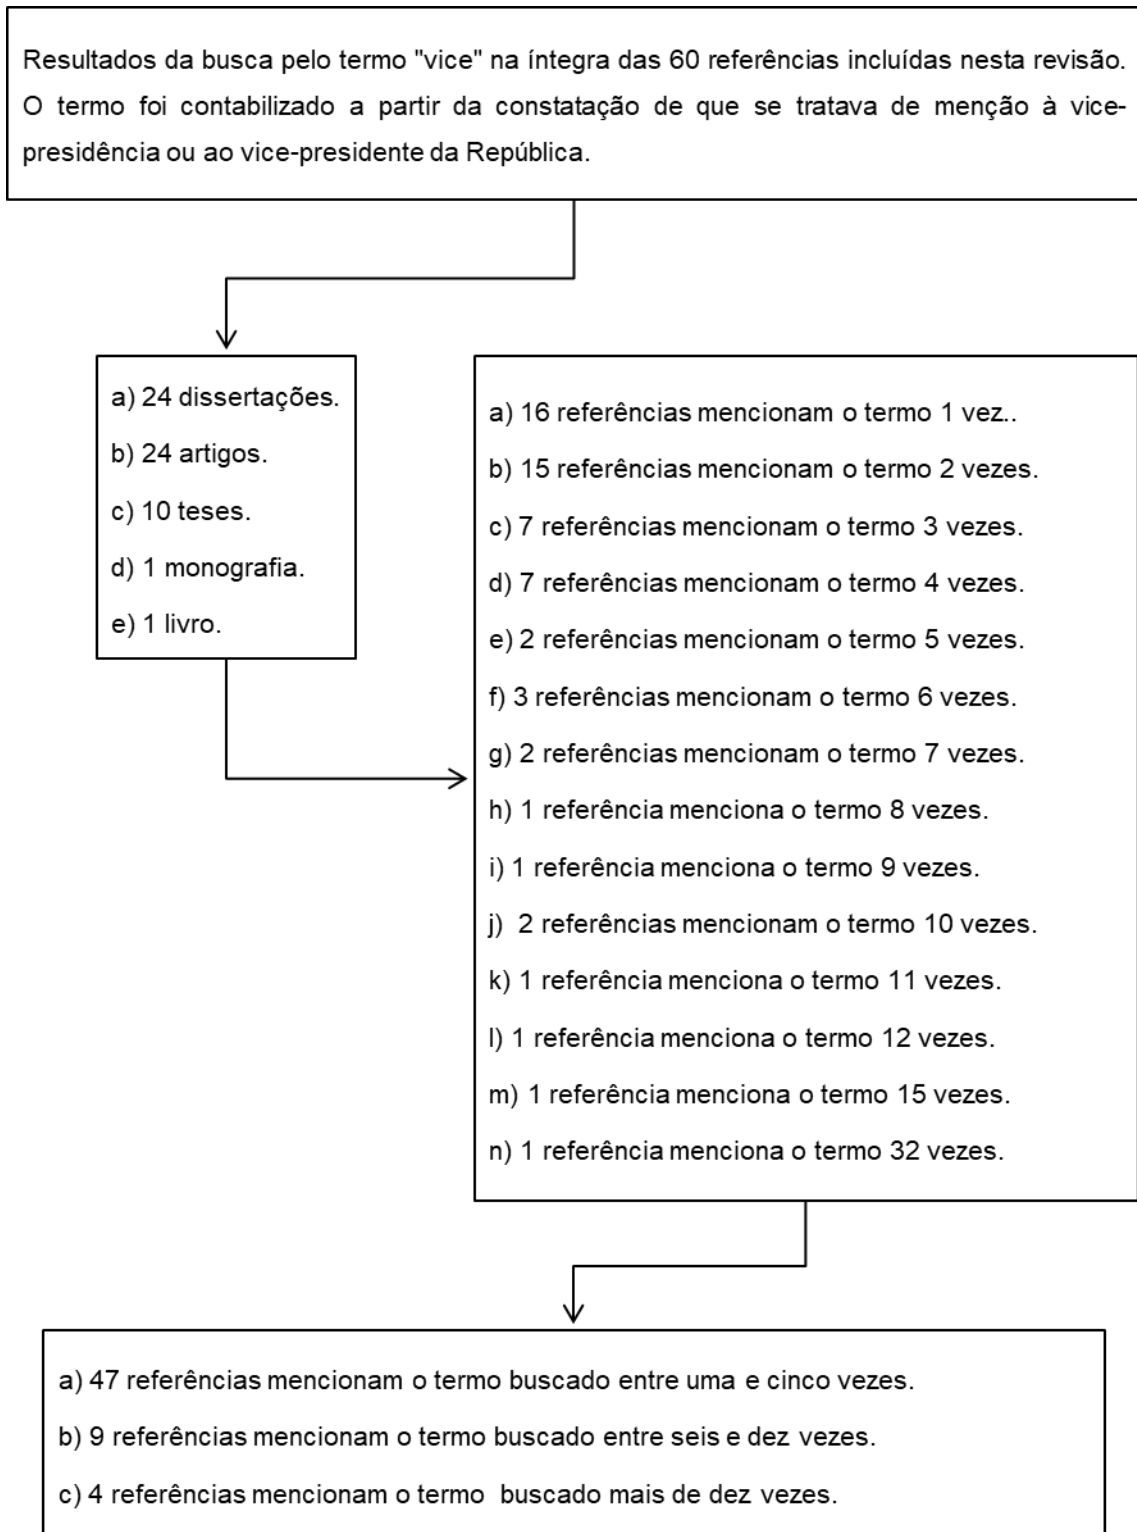 Resultados da busca pelo termo "vice" na íntegra das 60 referências incluídas nesta revisão.
O termo foi contabilizado a partir da constatação de que se tratava de menção à vice-
presidência ou ao vice-presidente da República.
a) 24 dissertações.
b) 24 artigos.
c) 10 teses.
d) 1 monografia.
e) 1 livro.
a) 16 referências mencionam o termo 1 vez..
b) 15 referências mencionam o termo 2 vezes.
c) 7 referências mencionam o termo 3 vezes.
d) 7 referências mencionam o termo 4 vezes.
e) 2 referências mencionam o termo 5 vezes.
f) 3 referências mencionam o termo 6 vezes.
g) 2 referências mencionam o termo 7 vezes.
h) 1 referência menciona o termo 8 vezes.
i) 1 referência menciona o termo 9 vezes.
j) 2 referências mencionam o termo 10 vezes.
k) 1 referência menciona o termo 11 vezes.
l) 1 referência menciona o termo 12 vezes.
m) 1 referência menciona o termo 15 vezes.
n) 1 referência menciona o termo 32 vezes.
a) 47 referências mencionam o termo buscado entre uma e cinco vezes.
b) 9 referências mencionam o termo buscado entre seis e dez vezes.
c) 4 referências mencionam o termo buscado mais de dez vezes.